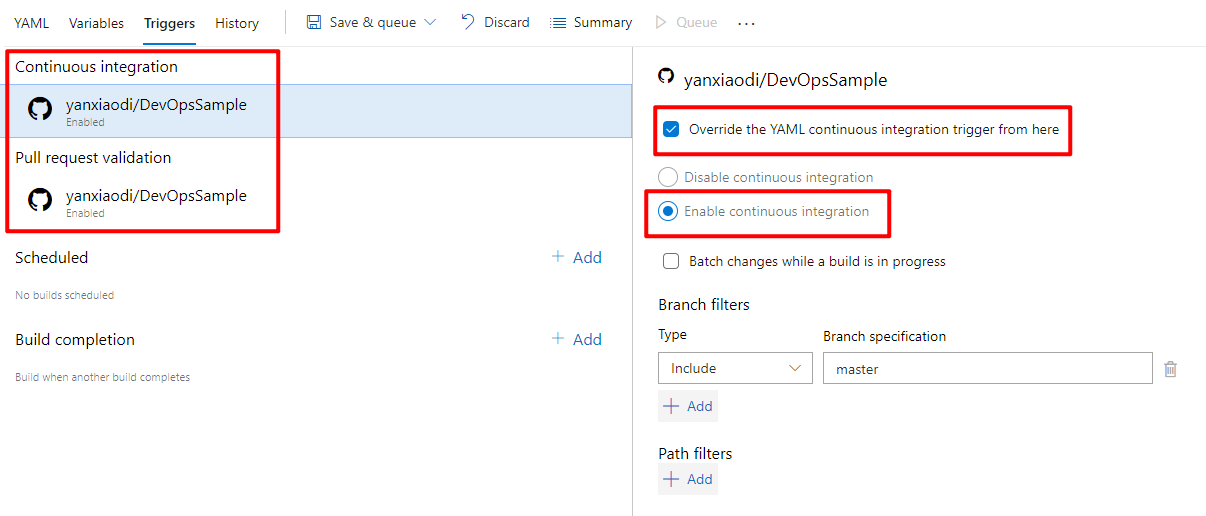 YAML Variables Triggers History Save & queue Discard Summary Queue ...
Continuous integration
yanxiaodi/DevOpsSample
Enabled
Pull request validation
yanxiaodi/DevOpsSample
Enabled
Scheduled
+ Add
No builds scheduled
Build completion
+ Add
Build when another build completes
yanxiaodi/DevOpsSample
Override the YAML continuous integration trigger from here
Disable continuous integration
Enable continuous integration
Batch changes while a build is in progress
Branch filters
Type Branch specification
Include master
+ Add
Path filters
+ Add